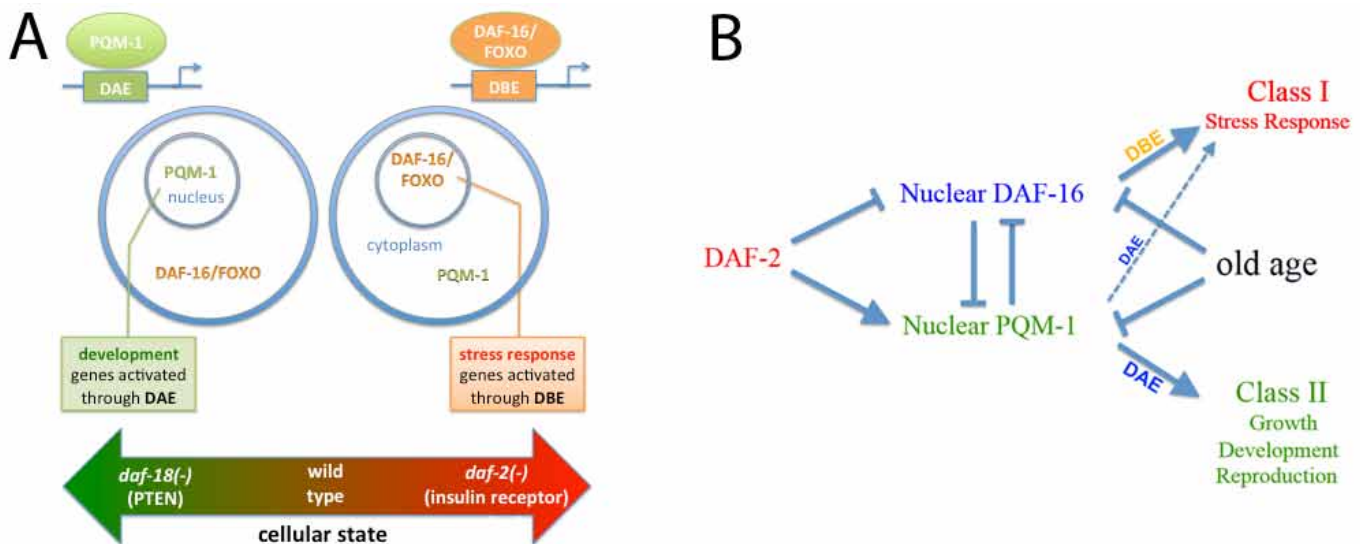 A
PQM-1
DAE
DAF-16/
FOXO
DBE
PQM-1
nucleus
DAF-16/FOXO
DAF-16/
FOXO
cytoplasm
PQM-1
development
genes activated
through DAE
stress response
genes activated
through DBE
daf-18(-)
(PTEN)
wild
type
daf-2(-)
(insulin receptor)
cellular state
B
Class I
Stress Response
DBE
Nuclear DAF-16
DAF-2
DAE
old age
Nuclear PQM-1
DAE
Class II
Growth
Development
Reproduction